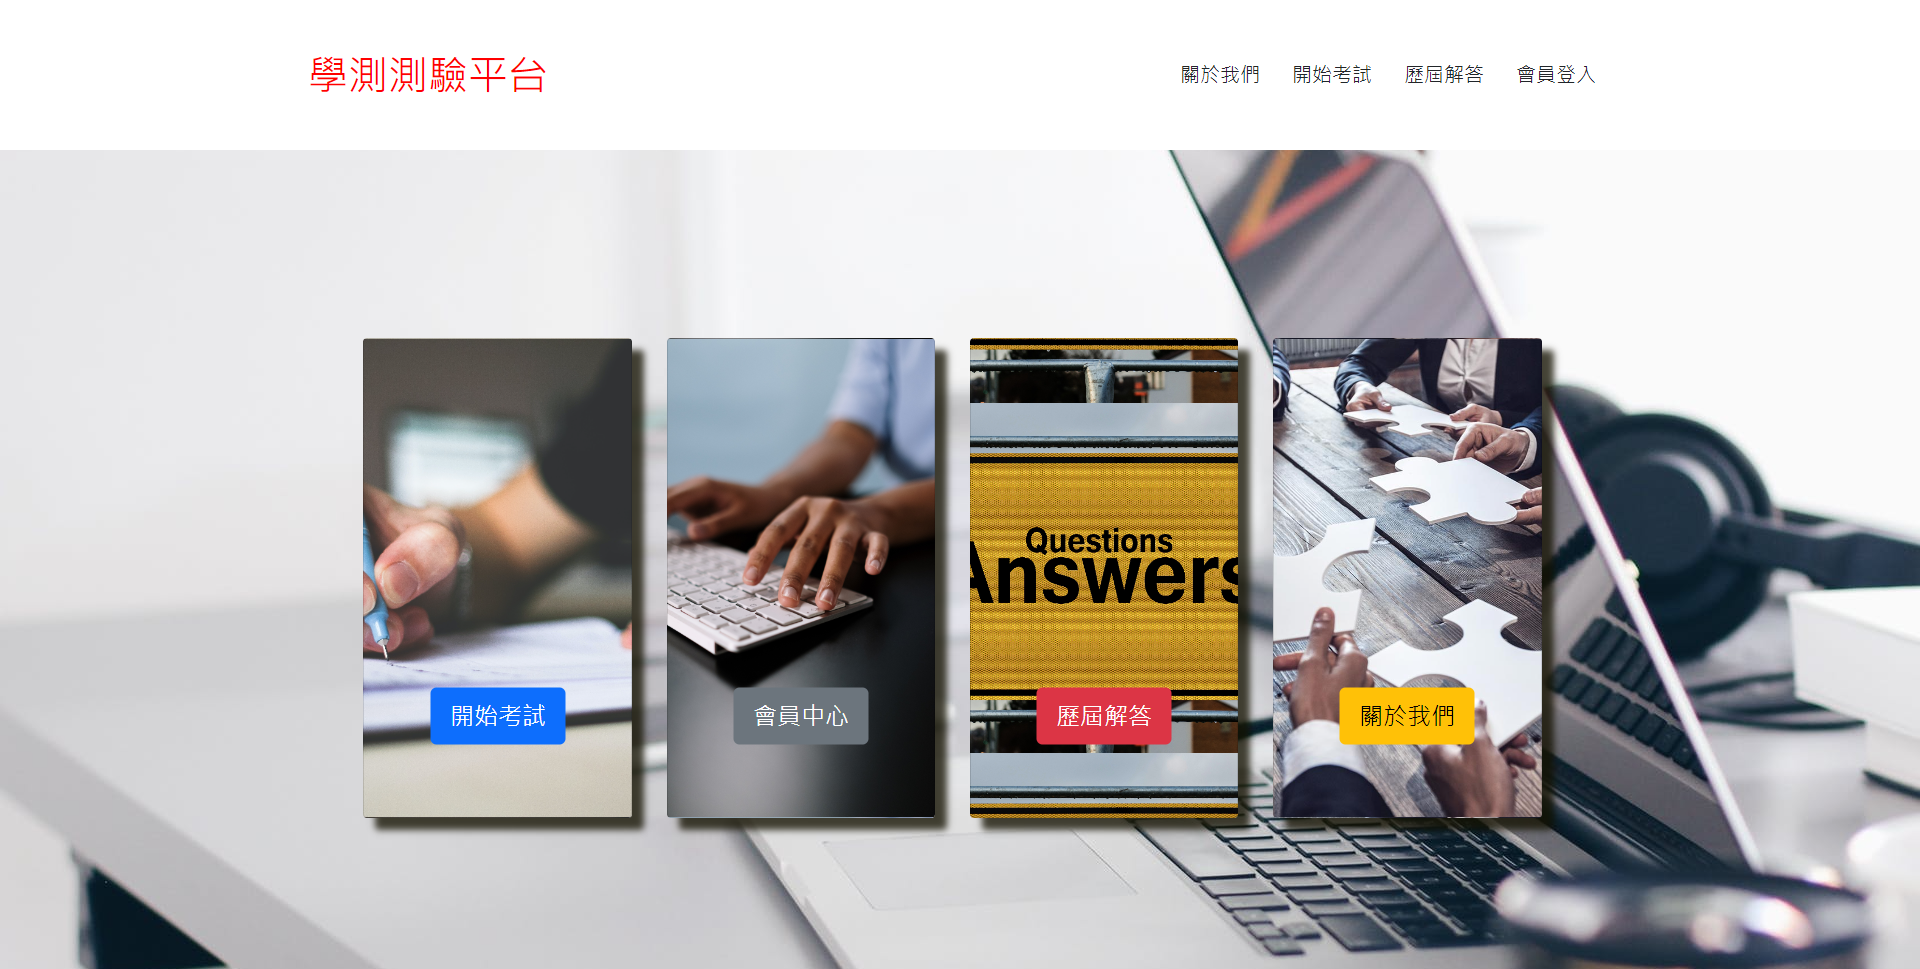 學測測驗平台
關於我們
開始考試
歷屆解答
會員登入
Questions
Answers
開始考試
會員中心
歷屆解答
關於我們